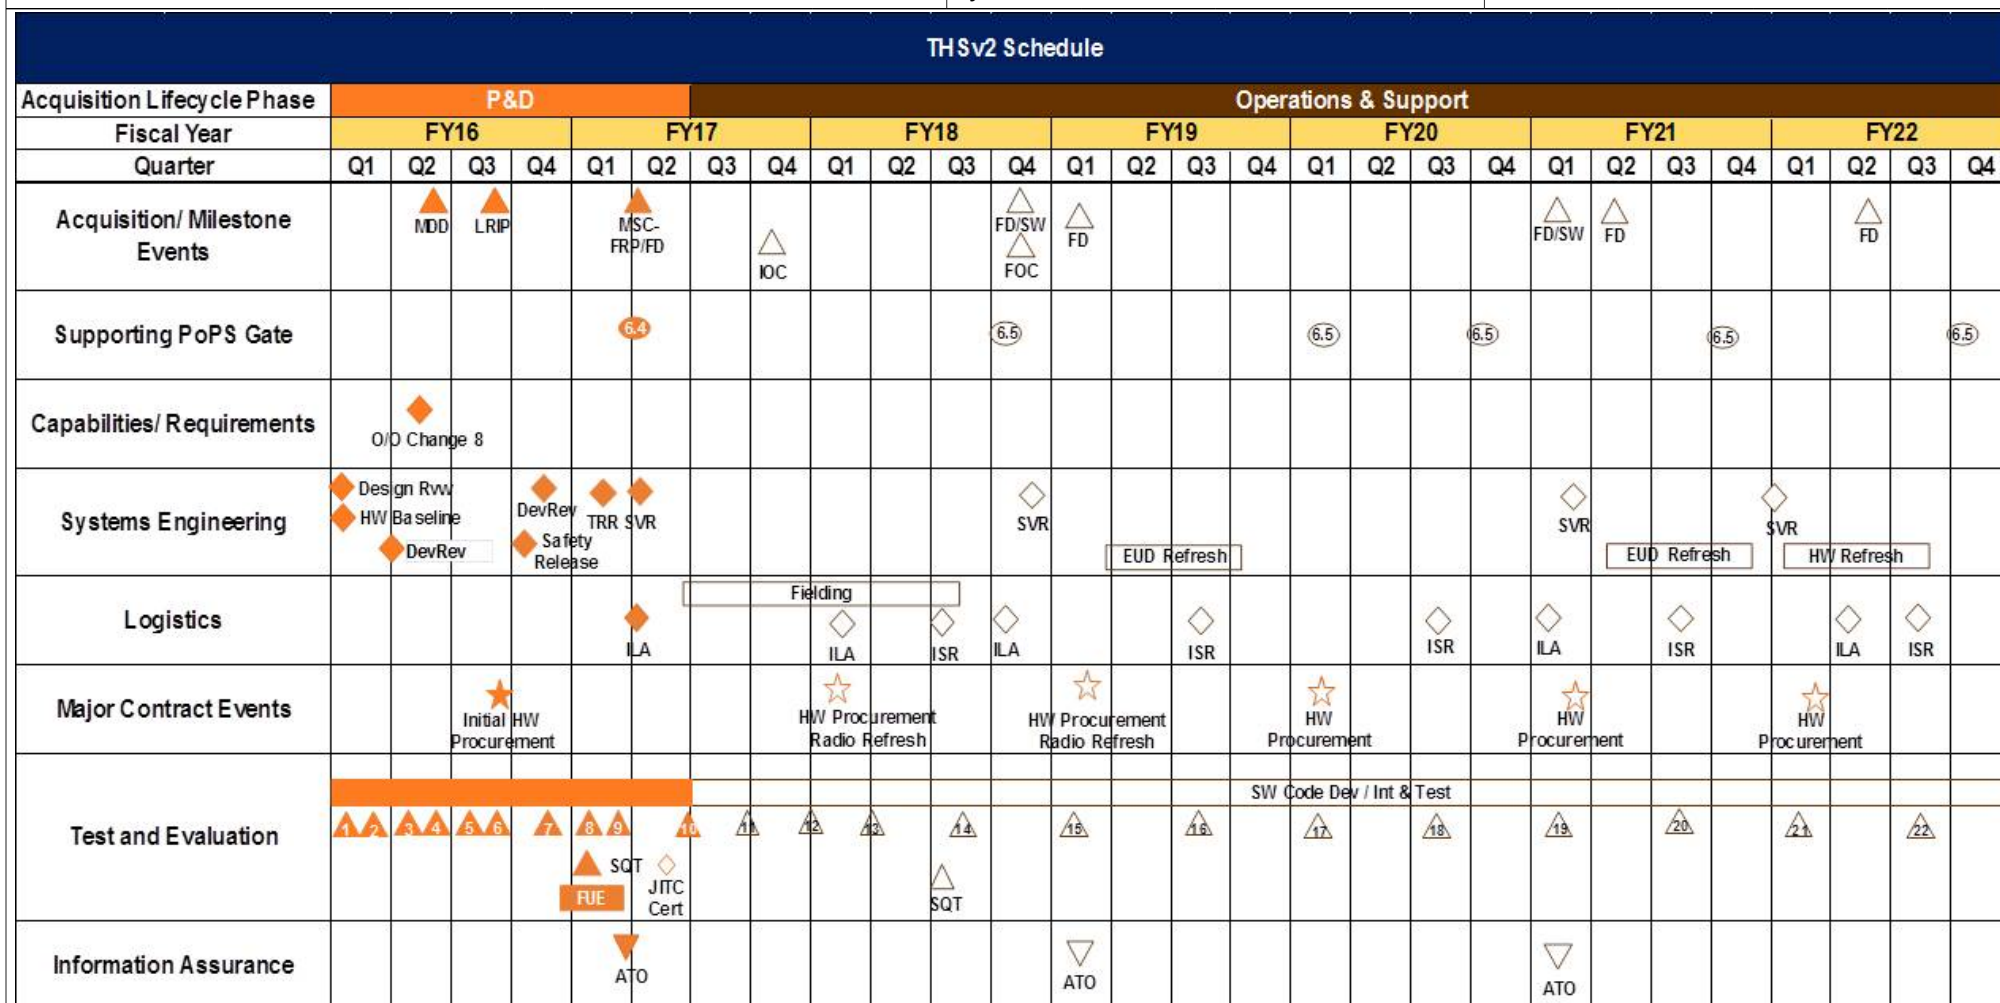 THSv2 Schedule
Acquisition Lifecycle Phase P&D Operations & Support
Fiscal Year FY16 FY17 FY18 FY19 FY20 FY21 FY22
Quarter Q1 Q2 Q3 Q4 Q1 Q2 Q3 Q4 Q1 Q2 Q3 Q4 Q1 Q2 Q3 Q4 Q1 Q2 Q3 Q4 Q1 Q2 Q3 Q4 Q1 Q2 Q3 Q4
Acquisition/ Milestone
Events
MDD LRIP MSC- FD/SW FD FD/SW FD FD
FRP/FD IOC FOC
Supporting PoPS Gate 6.4 6.5 6.5 6.5 6.5 6.5
Capabilities/ Requirements
O/O Change 8
Systems Engineering
Design Rvw
HW Baseline DevRev TRR SVR SVR SVR SVR
DevRev Safety
Release
EUD Refresh EUD Refresh HW Refresh
Logistics
Fielding
ILA ILA ISR ILA ISR ISR ILA ISR ILA ISR
Major Contract Events
Initial HW
Procurement
HW Procurement
Radio Refresh
HW Procurement
Radio Refresh
HW
Procurement
HW
Procurement
HW
Procurement
Test and Evaluation
SW Code Dev / Int & Test
1 2 3 4 5 6 7 8 9 10 11 12 13 14 15 16 17 18 19 20 21 22
SQT
FUE
JITC
Cert
SQT
Information Assurance
ATO ATO ATO